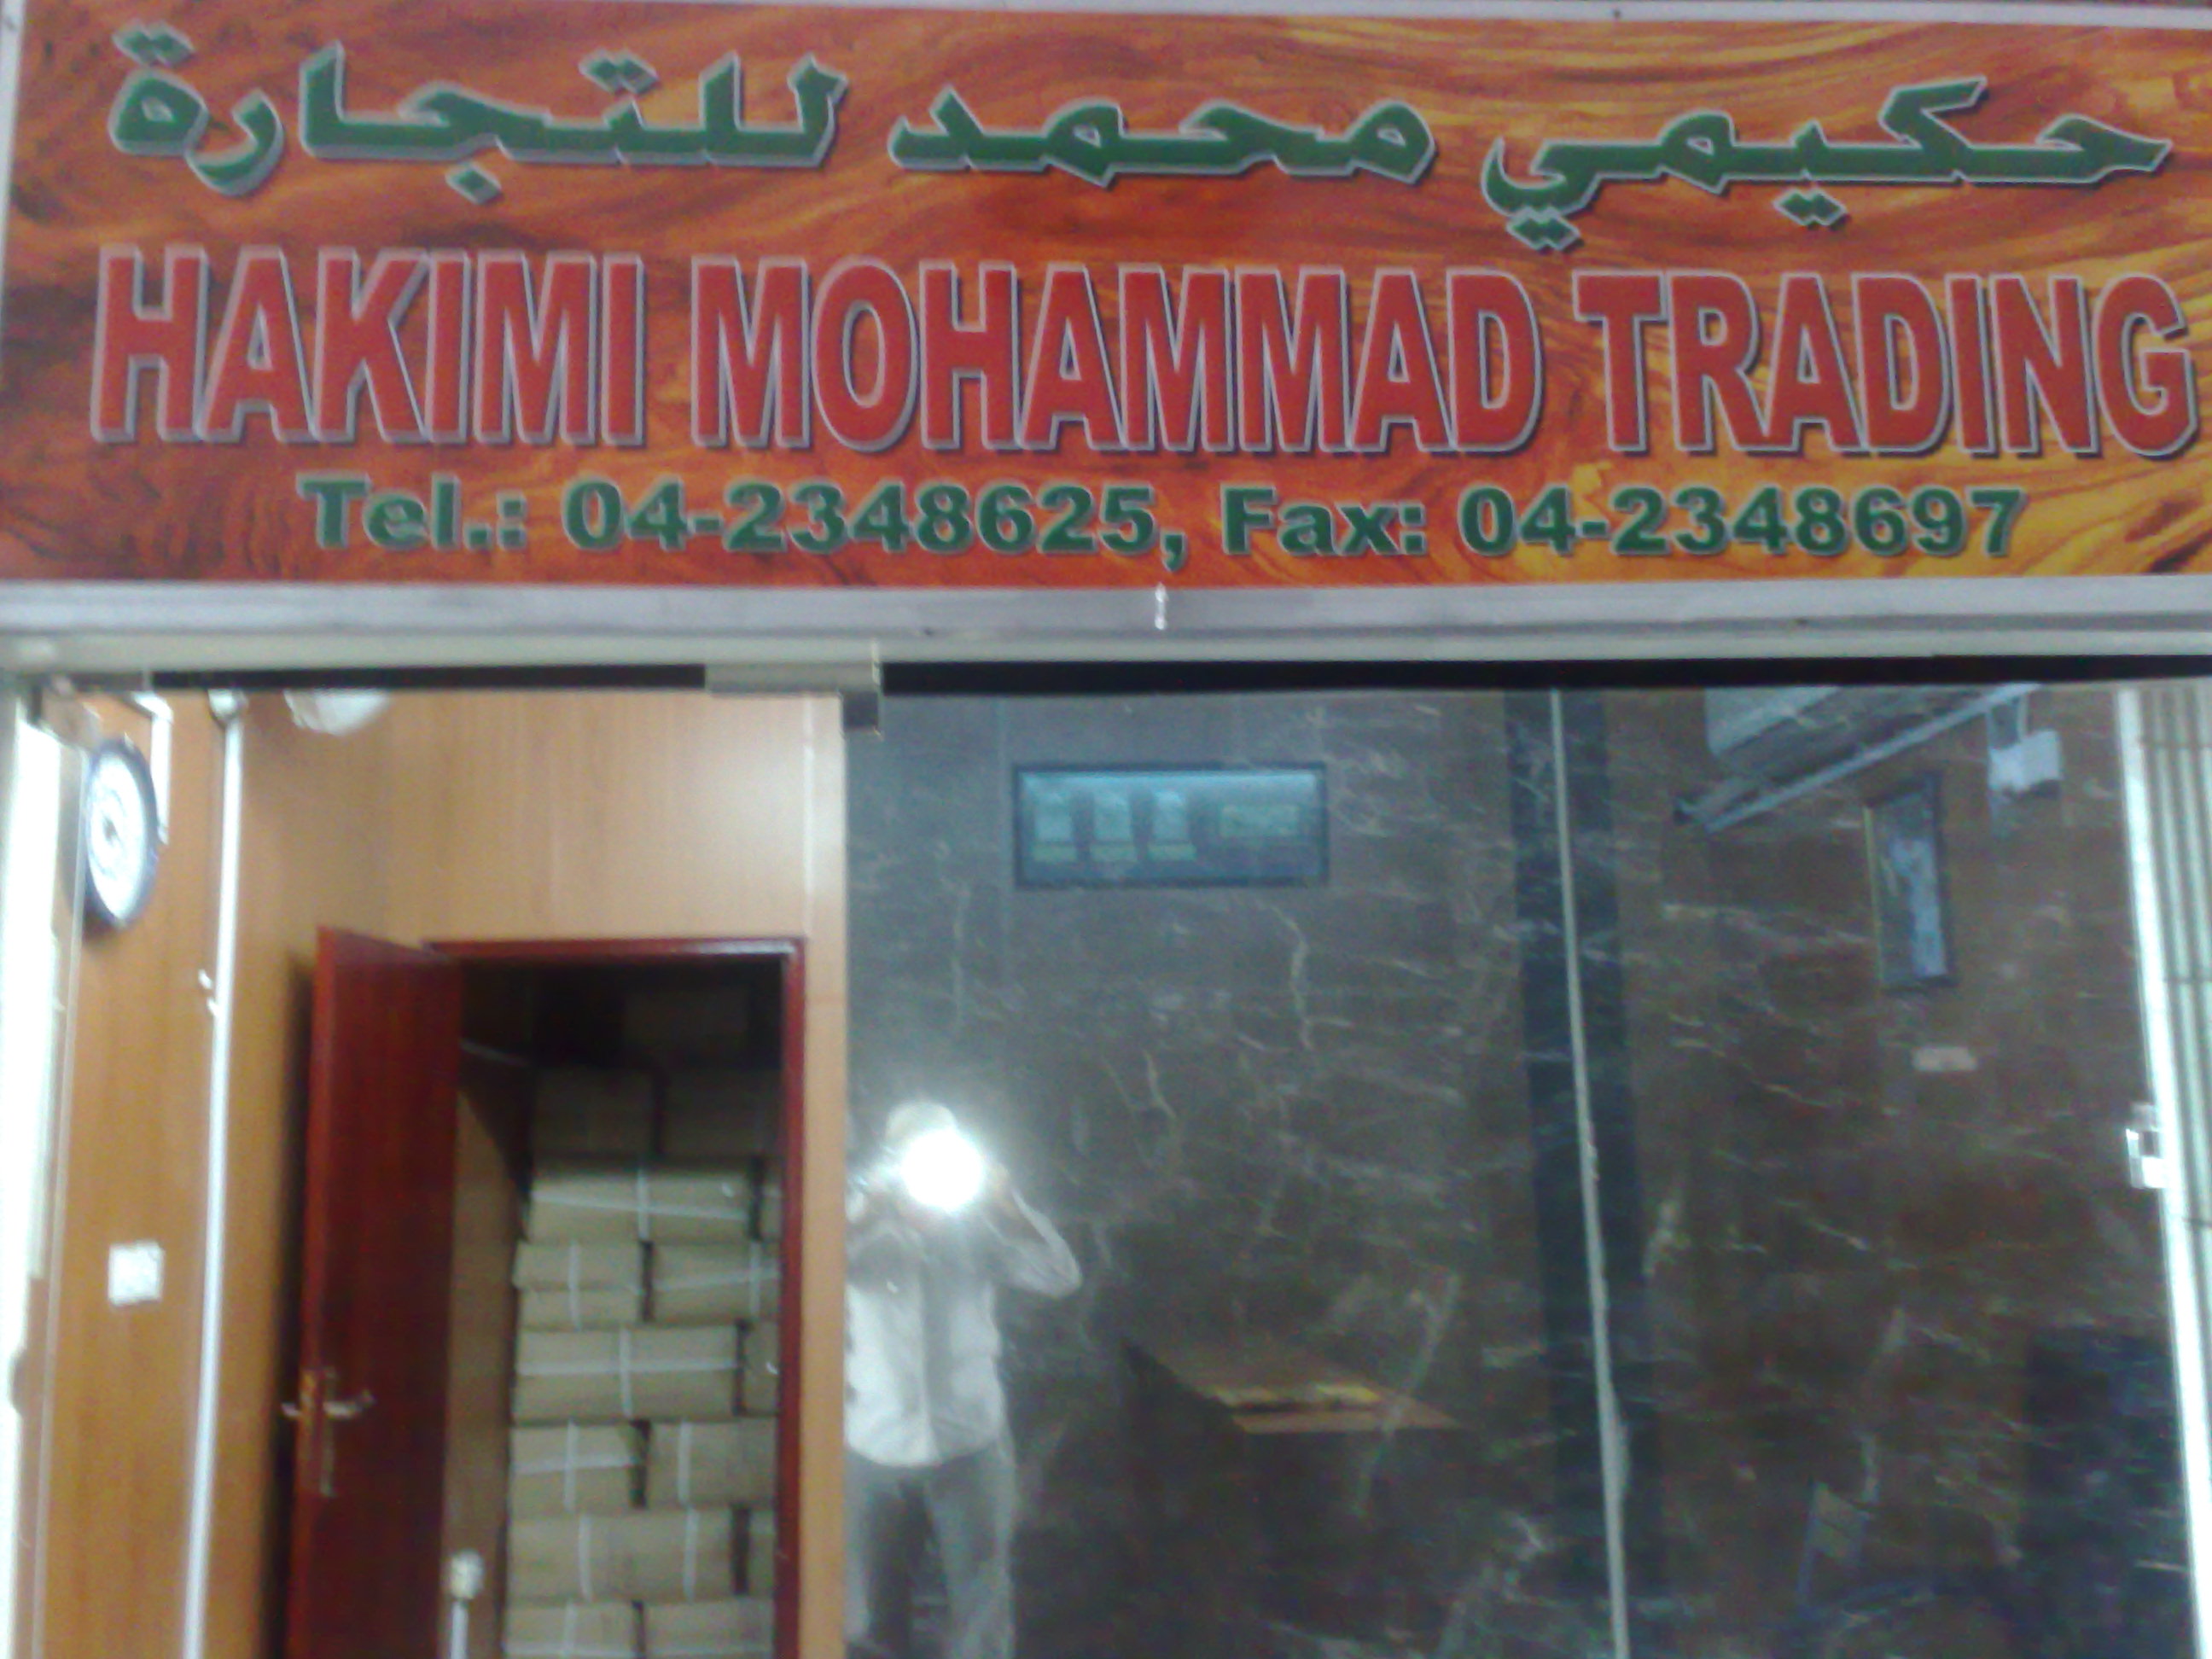 حكيمي محمد للتجارة
HAKIMI MOHAMMAD TRADING
Tel.: 04-2348625, Fax: 04-2348697